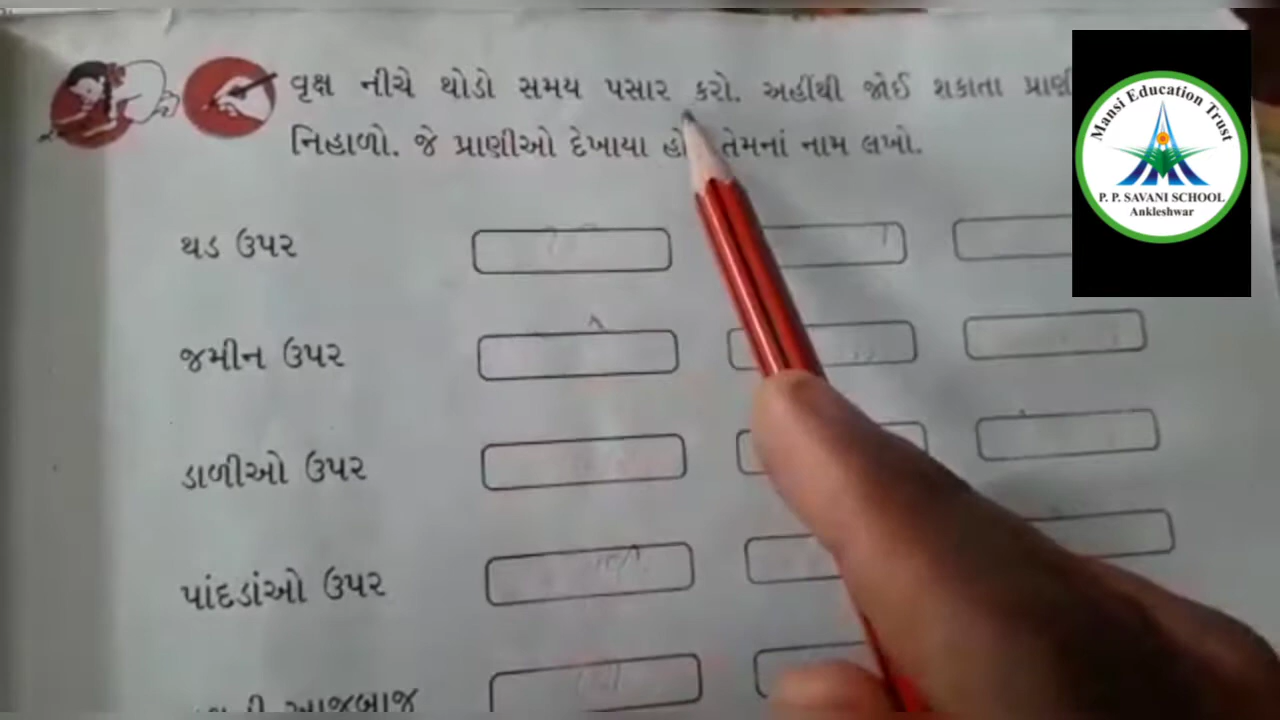 વૃક્ષ નીચે થોડો સમય પસાર કરો. અહીંથી જોઈ શકાતા
નિહાળો. જે પ્રાણીઓ દેખાયા તેમનાં નામ લખો.
થડ ઉપર
જમીન ઉપર
ડાળીઓ ઉપર
પાંદડાંઓ ઉપર
આજુબાજુ
Mansi Education Trust
P. P. SAVANI SCHOOL
Ankleshwar